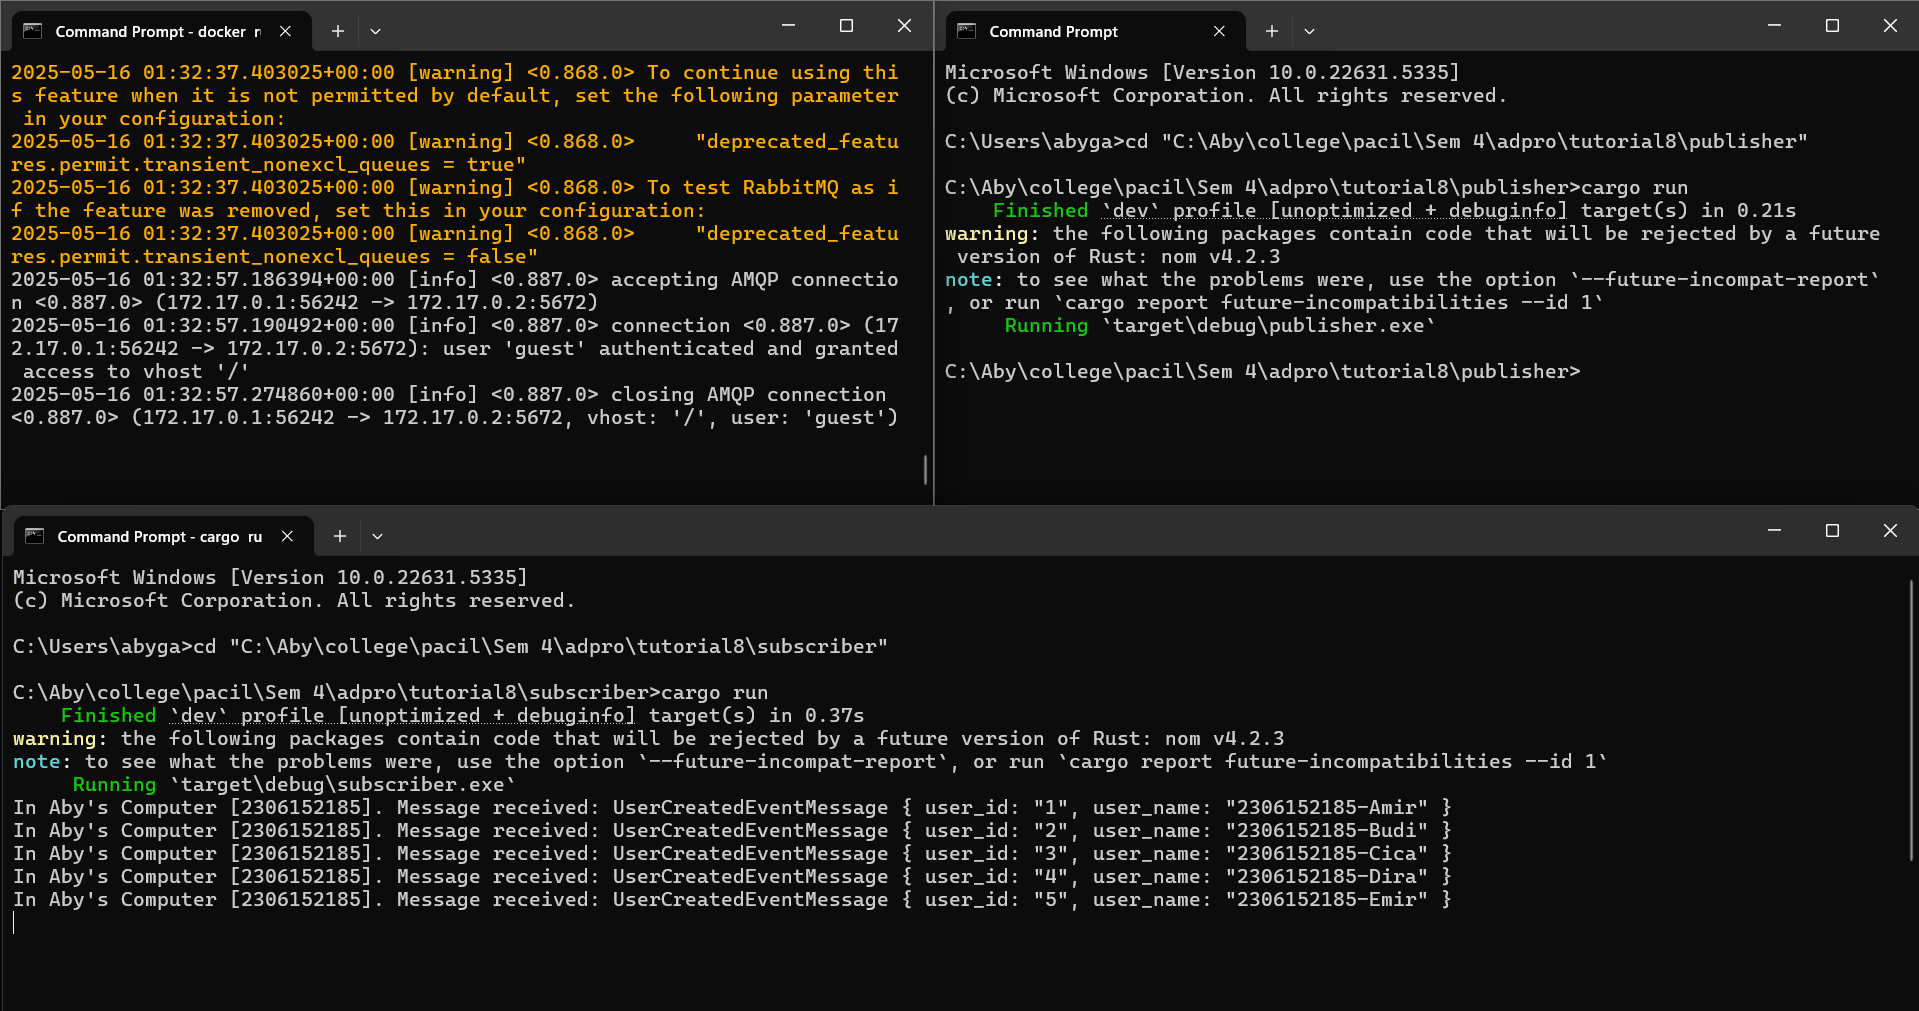 Command Prompt - docker r
2025-05-16 01:32:37.403025+00:00 [warning] <0.868.0> To continue using thi
s feature when it is not permitted by default, set the following parameter
 in your configuration:
2025-05-16 01:32:37.403025+00:00 [warning] <0.868.0>     "deprecated_featu
res.permit.transient_nonexcl_queues = true"
2025-05-16 01:32:37.403025+00:00 [warning] <0.868.0> To test RabbitMQ as i
f the feature was removed, set this in your configuration:
2025-05-16 01:32:37.403025+00:00 [warning] <0.868.0>     "deprecated_featu
res.permit.transient_nonexcl_queues = false"
2025-05-16 01:32:57.186394+00:00 [info] <0.887.0> accepting AMQP connectio
n <0.887.0> (172.17.0.1:56242 -> 172.17.0.2:5672)
2025-05-16 01:32:57.190492+00:00 [info] <0.887.0> connection <0.887.0> (17
2.17.0.1:56242 -> 172.17.0.2:5672): user 'guest' authenticated and granted
 access to vhost '/'
2025-05-16 01:32:57.274860+00:00 [info] <0.887.0> closing AMQP connection
<0.887.0> (172.17.0.1:56242 -> 172.17.0.2:5672, vhost: '/', user: 'guest')
Command Prompt
Microsoft Windows [Version 10.0.22631.5335]
(c) Microsoft Corporation. All rights reserved.
C:\Users\abyga>cd "C:\Aby\college\pacil\Sem 4\adpro\tutorial8\publisher"
C:\Aby\college\pacil\Sem 4\adpro\tutorial8\publisher>cargo run
    Finished `dev` profile [unoptimized + debuginfo] target(s) in 0.21s
warning: the following packages contain code that will be rejected by a future
 version of Rust: nom v4.2.3
note: to see what the problems were, use the option `--future-incompat-report`
, or run `cargo report future-incompatibilities --id 1`
     Running `target\debug\publisher.exe`
C:\Aby\college\pacil\Sem 4\adpro\tutorial8\publisher>
Command Prompt - cargo ru
Microsoft Windows [Version 10.0.22631.5335]
(c) Microsoft Corporation. All rights reserved.
C:\Users\abyga>cd "C:\Aby\college\pacil\Sem 4\adpro\tutorial8\subscriber"
C:\Aby\college\pacil\Sem 4\adpro\tutorial8\subscriber>cargo run
    Finished `dev` profile [unoptimized + debuginfo] target(s) in 0.37s
warning: the following packages contain code that will be rejected by a future version of Rust: nom v4.2.3
note: to see what the problems were, use the option `--future-incompat-report`, or run `cargo report future-incompatibilities --id 1`
     Running `target\debug\subscriber.exe`
In Aby's Computer [2306152185]. Message received: UserCreatedEventMessage { user_id: "1", user_name: "2306152185-Amir" }
In Aby's Computer [2306152185]. Message received: UserCreatedEventMessage { user_id: "2", user_name: "2306152185-Budi" }
In Aby's Computer [2306152185]. Message received: UserCreatedEventMessage { user_id: "3", user_name: "2306152185-Cica" }
In Aby's Computer [2306152185]. Message received: UserCreatedEventMessage { user_id: "4", user_name: "2306152185-Dira" }
In Aby's Computer [2306152185]. Message received: UserCreatedEventMessage { user_id: "5", user_name: "2306152185-Emir" }